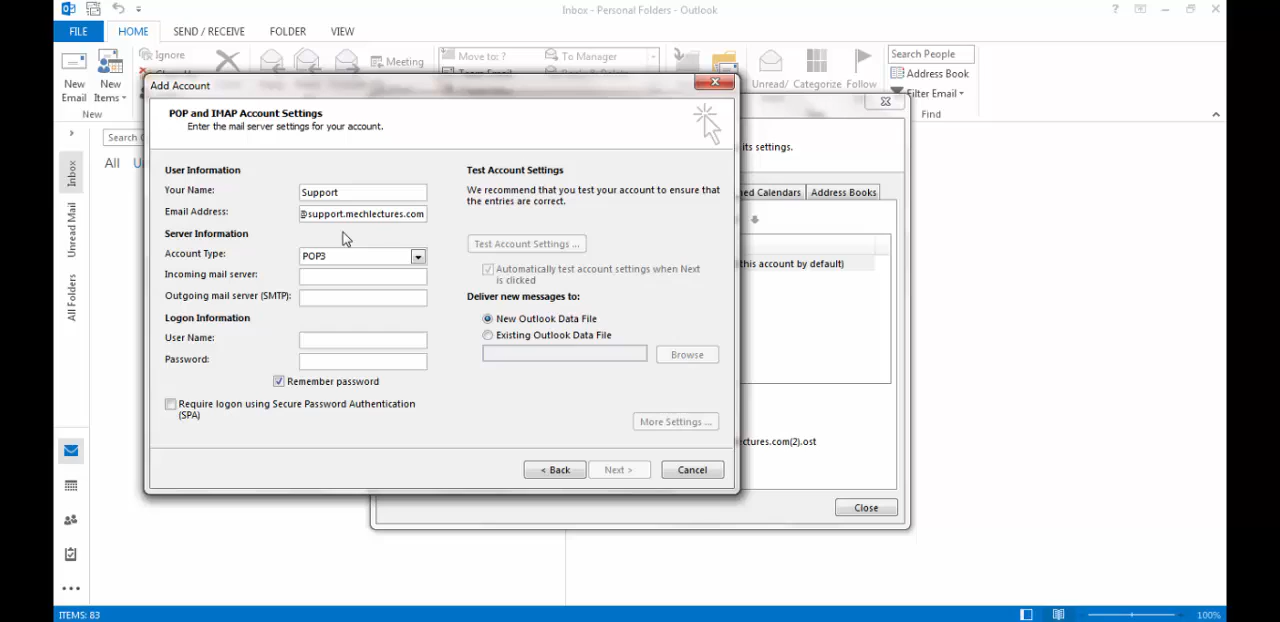 Inbox - Personal Folders - Outlook
FILE
HOME
SEND / RECEIVE
FOLDER
VIEW
New
Email
New
Items
New
Ignore
Meeting
Move to: ?
To Manager
Unread/
Categorize
Follow
Search People
Address Book
Filter Email
Find
Add Account
POP and IMAP Account Settings
Enter the mail server settings for your account.
User Information
Your Name:
Support
Email Address:
@support.mechlectures.com
Server Information
Account Type:
POP3
Incoming mail server:
Outgoing mail server (SMTP):
Logon Information
User Name:
Password:
Remember password
Require logon using Secure Password Authentication
(SPA)
Test Account Settings
We recommend that you test your account to ensure that
the entries are correct.
Test Account Settings ...
Automatically test account settings when Next
is clicked
Deliver new messages to:
New Outlook Data File
Existing Outlook Data File
Browse
More Settings ...
< Back
Next >
Cancel
its settings.
ed Calendars
Address Books
this account by default)
ectures.com(2).ost
Close
Search
All
U
Inbox
Unread Mail
All Folders
ITEMS: 83
100%